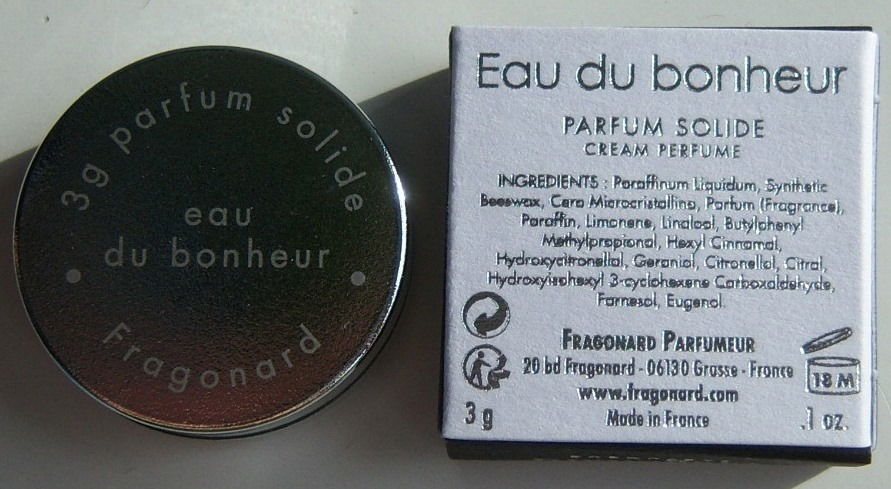 3g parfum solide
eau
du bonheur
Fragonard
Eau du bonheur
PARFUM SOLIDE
CREAM PERFUME
INGREDIENTS : Paraffinum Liquidum, Synthetic
Beeswax, Cera Microcristallina, Parfum (Fragrance),
Paraffin, Limonene, Linalool, Butylphenyl
Methylpropional, Hexyl Cinnamal,
Hydroxycitronellal, Geraniol, Citronellol, Citral,
Hydroxyisohexyl 3-cyclohexene Carboxaldehyde,
Farnesol, Eugenol.
FRAGONARD PARFUMEUR
20 bd Fragonard - 06130 Grasse - France
www.fragonard.com
Made in France
3 g
18 M
.1 oz.